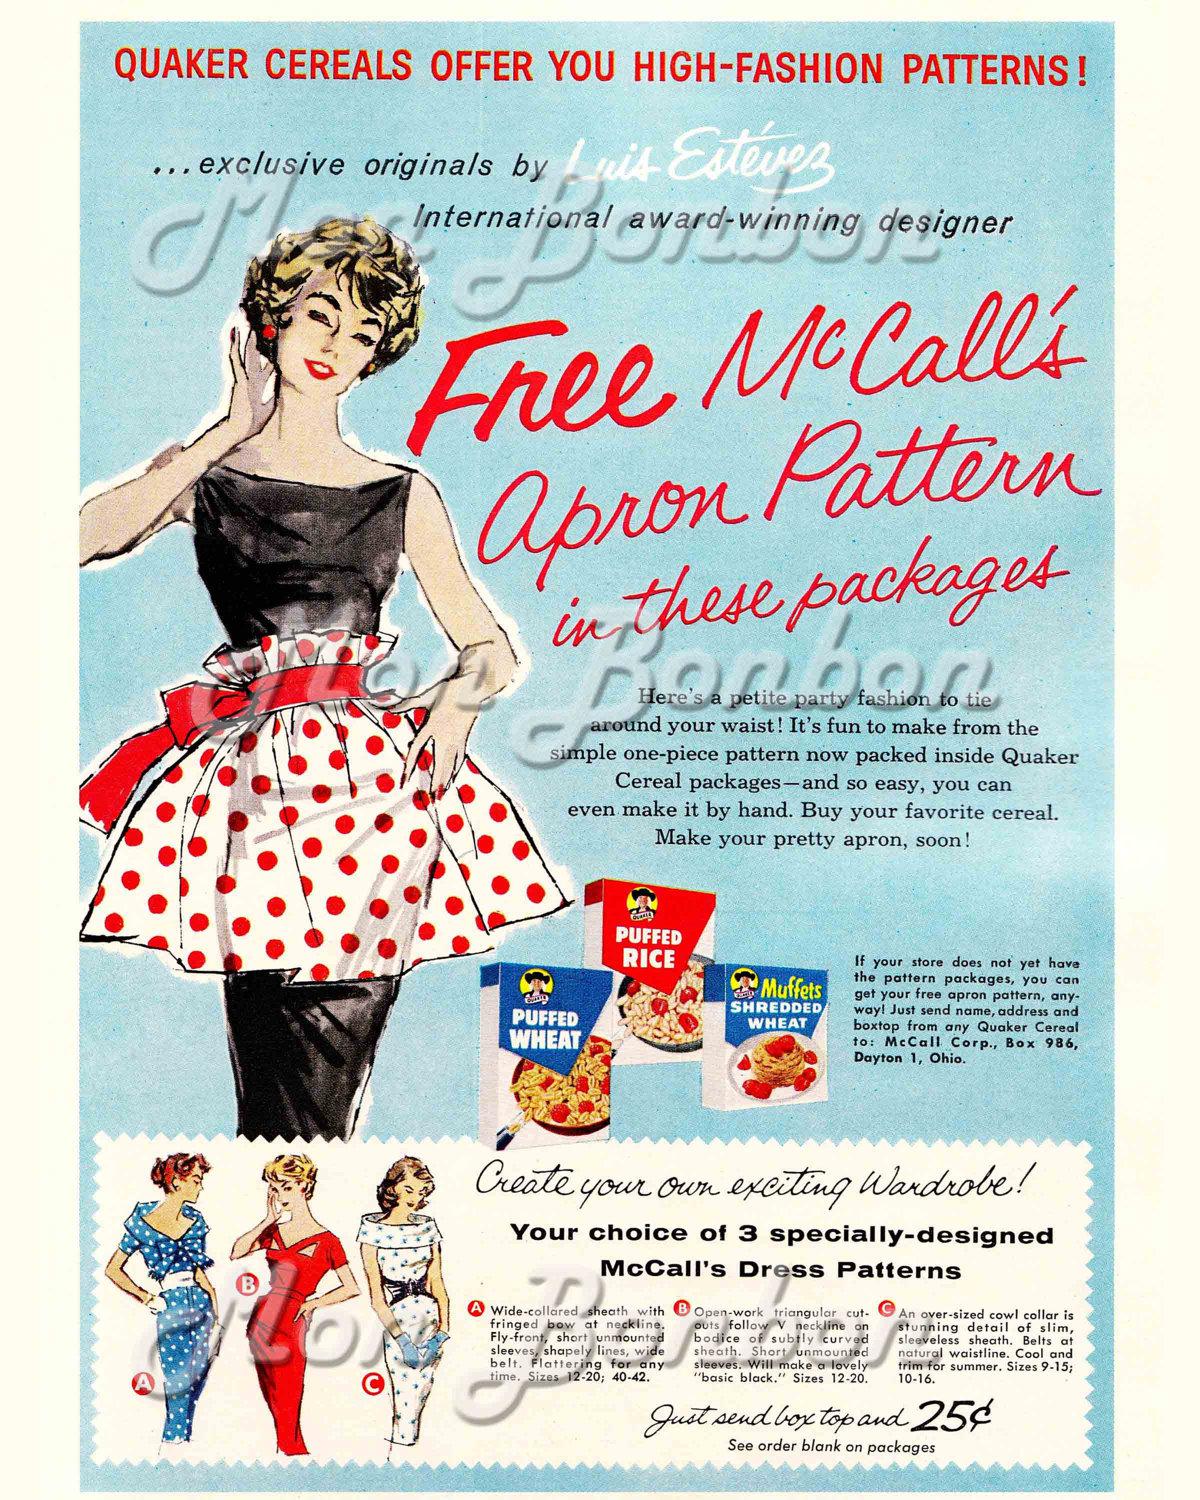 QUAKER CEREALS OFFER YOU HIGH-FASHION PATTERNS!
...exclusive originals by Luis Estévez
International award-winning designer
Mon Bonbon
Free McCall's
Apron Pattern
in these packages
Mon Bonbon
Here's a petite party fashion to tie
around your waist! It's fun to make from the
simple one-piece pattern now packed inside Quaker
Cereal packages—and so easy, you can
even make it by hand. Buy your favorite cereal.
Make your pretty apron, soon!
QUAKER
PUFFED
RICE
QUAKER
PUFFED
WHEAT
QUAKER
Muffets
SHREDDED
WHEAT
If your store does not yet have
the pattern packages, you can
get your free apron pattern, any-
way! Just send name, address and
boxtop from any Quaker Cereal
to: McCall Corp., Box 986,
Dayton 1, Ohio.
Create your own exciting Wardrobe!
Your choice of 3 specially-designed
McCall's Dress Patterns
A
B
C
A Wide-collared sheath with
fringed bow at neckline.
Fly-front, short unmounted
sleeves, shapely lines, wide
belt. Flattering for any
time. Sizes 12-20; 40-42.
B Open-work triangular cut-
outs follow V neckline on
bodice of subtly curved
sheath. Short unmounted
sleeves. Will make a lovely
"basic black." Sizes 12-20.
C An over-sized cowl collar is
stunning detail of slim,
sleeveless sheath. Belts at
natural waistline. Cool and
trim for summer. Sizes 9-15;
10-16.
Mon Bonbon
Just send box top and 25¢
See order blank on packages